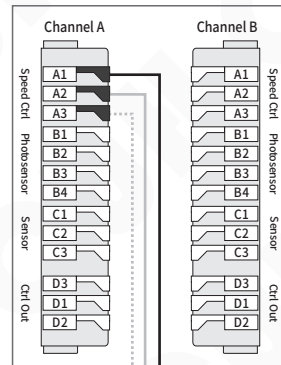 Channel A
Channel B
Speed Ctrl
A1
A2
A3
Photosensor
B1
B2
B3
B4
Sensor
C1
C2
C3
Ctrl Out
D3
D1
D2
A1
A2
A3
Speed Ctrl
B1
B2
B3
B4
Photosensor
C1
C2
C3
Sensor
D3
D1
D2
Ctrl Out